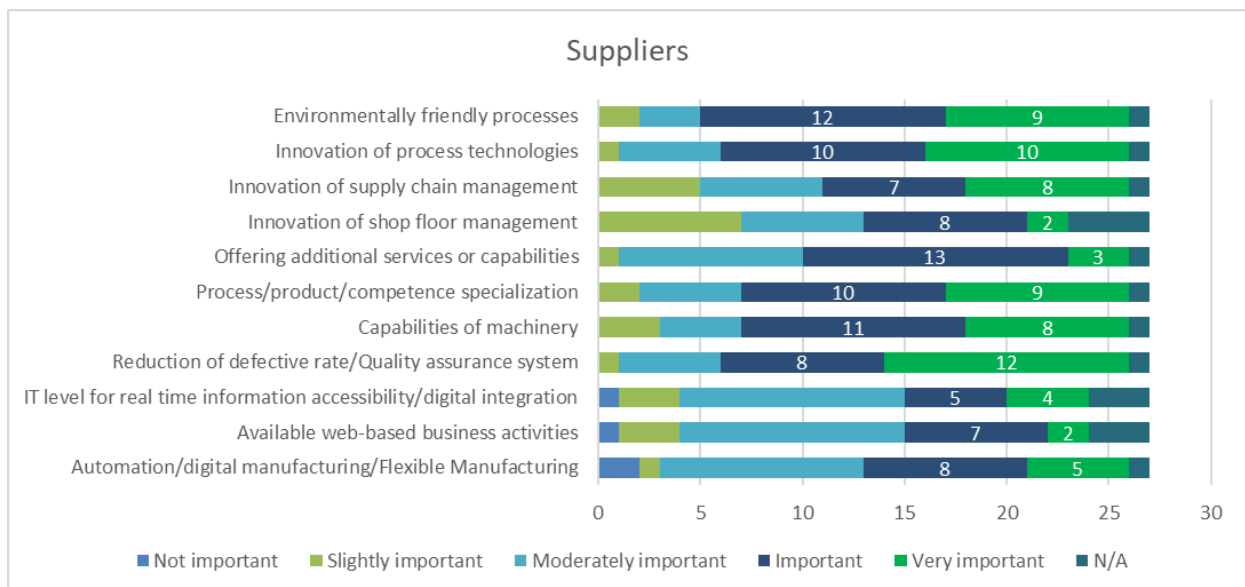 Suppliers
Environmentally friendly processes 12 9
Innovation of process technologies 10 10
Innovation of supply chain management 7 8
Innovation of shop floor management 8 2
Offering additional services or capabilities 13 3
Process/product/competence specialization 10 9
Capabilities of machinery 11 8
Reduction of defective rate/Quality assurance system 8 12
IT level for real time information accessibility/digital integration 5 4
Available web-based business activities 7 2
Automation/digital manufacturing/Flexible Manufacturing 8 5
0 5 10 15 20 25 30
Not important Slightly important Moderately important Important Very important N/A